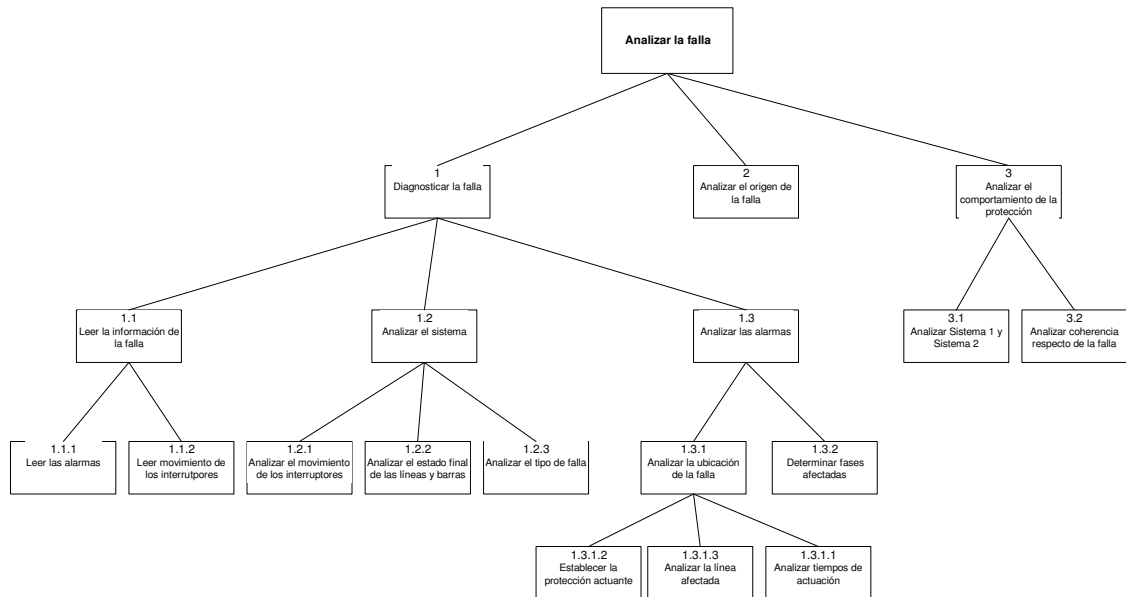 Analizar la falla
1
Diagnosticar la falla
2
Analizar el origen de
la falla
3
Analizar el
comportamiento de la
protección
1.1
Leer la información de
la falla
1.2
Analizar el sistema
1.3
Analizar las alarmas
3.1
Analizar Sistema 1 y
Sistema 2
3.2
Analizar coherencia
respecto de la falla
1.1.1
Leer las alarmas
1.1.2
Leer movimiento de
los interrutpores
1.2.1
Analizar el movimiento
de los interruptores
1.2.2
Analizar el estado final
de las líneas y barras
1.2.3
Analizar el tipo de falla
1.3.1
Analizar la ubicación
de la falla
1.3.2
Determinar fases
afectadas
1.3.1.2
Establecer la
protección actuante
1.3.1.3
Analizar la línea
afectada
1.3.1.1
Analizar tiempos de
actuación